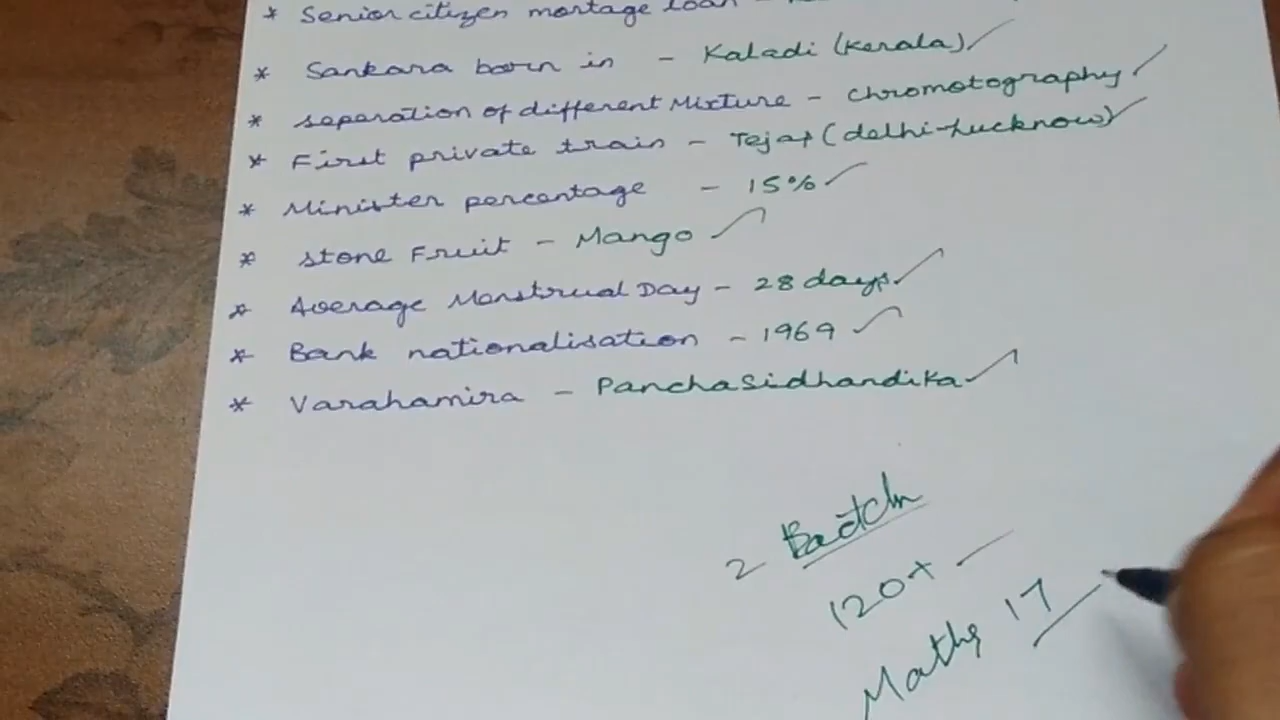 * Senior citizen mortage loan -
* Sankara born in - Kaladi (Kerala)
* separation of different Mixture - chromotography
* First private train - Tejas (delhi-Lucknow)
* Minister percentage - 15%
* stone Fruit - Mango
* Average Menstrual Day - 28 days
* Bank nationalisation - 1969
* Varahamira - Panchasidhandika
2 Batch
120+
Maths 17